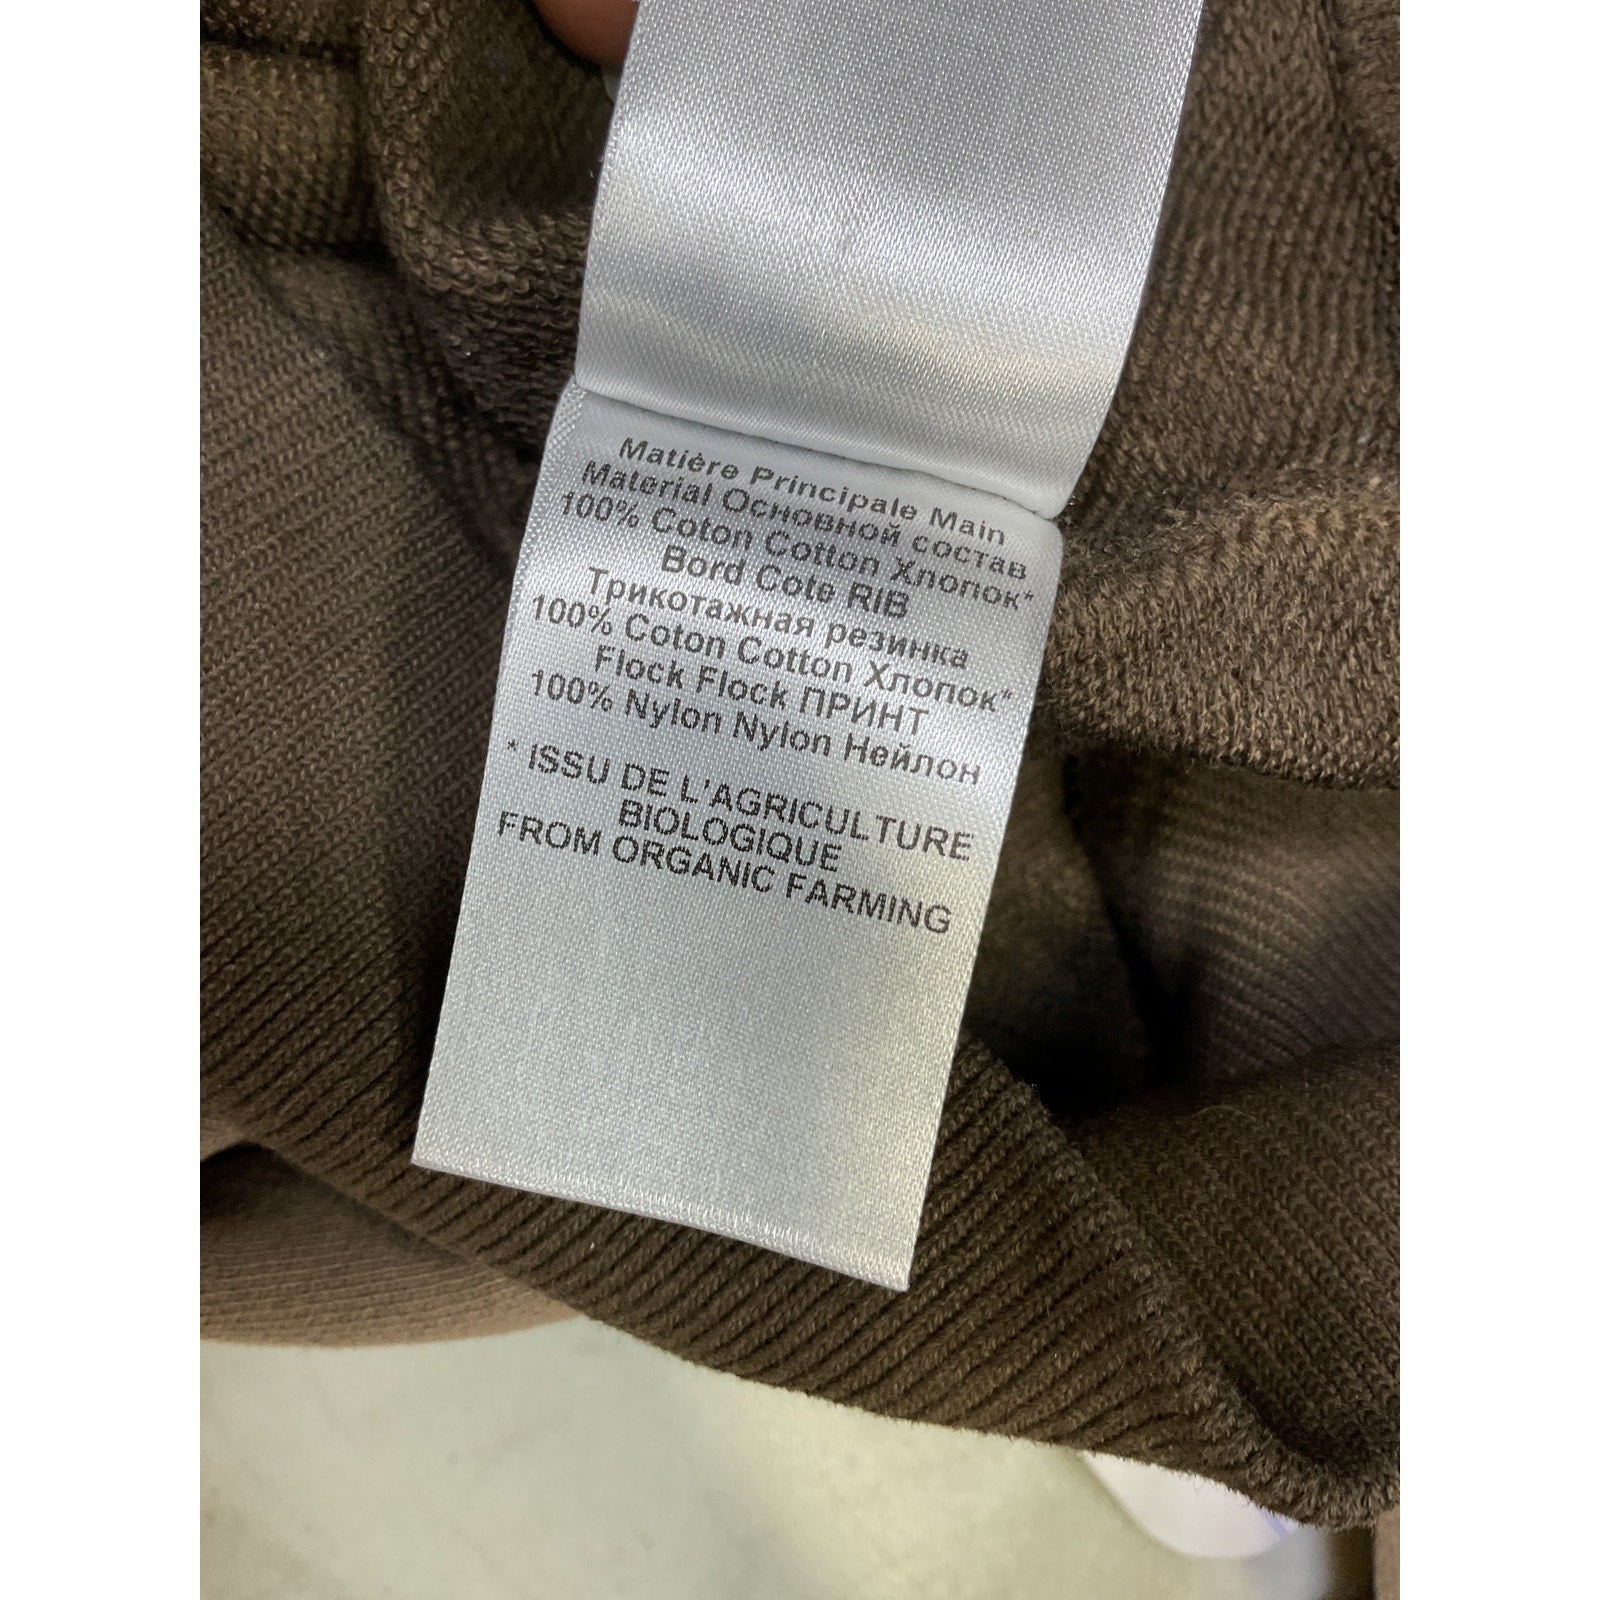 Matière Principale Main
Material Основной состав
100% Coton Cotton Хлопок*
Bord Cote RIB
Трикотажная резинка
100% Coton Cotton Хлопок*
Flock Flock ПРИНТ
100% Nylon Nylon Нейлон
* ISSU DE L'AGRICULTURE
BIOLOGIQUE
FROM ORGANIC FARMING